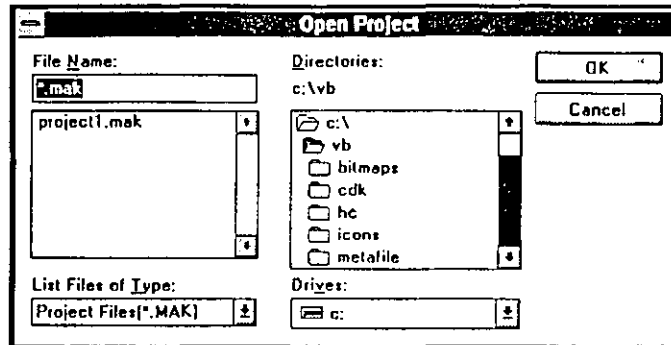 Open Project
File Name:
*.mak
project1.mak
List Files of Type:
Project Files(*.MAK)
Directories:
c:\vb
c:\
vb
bitmaps
cdk
hc
icons
metafile
Drives:
c:
OK
Cancel